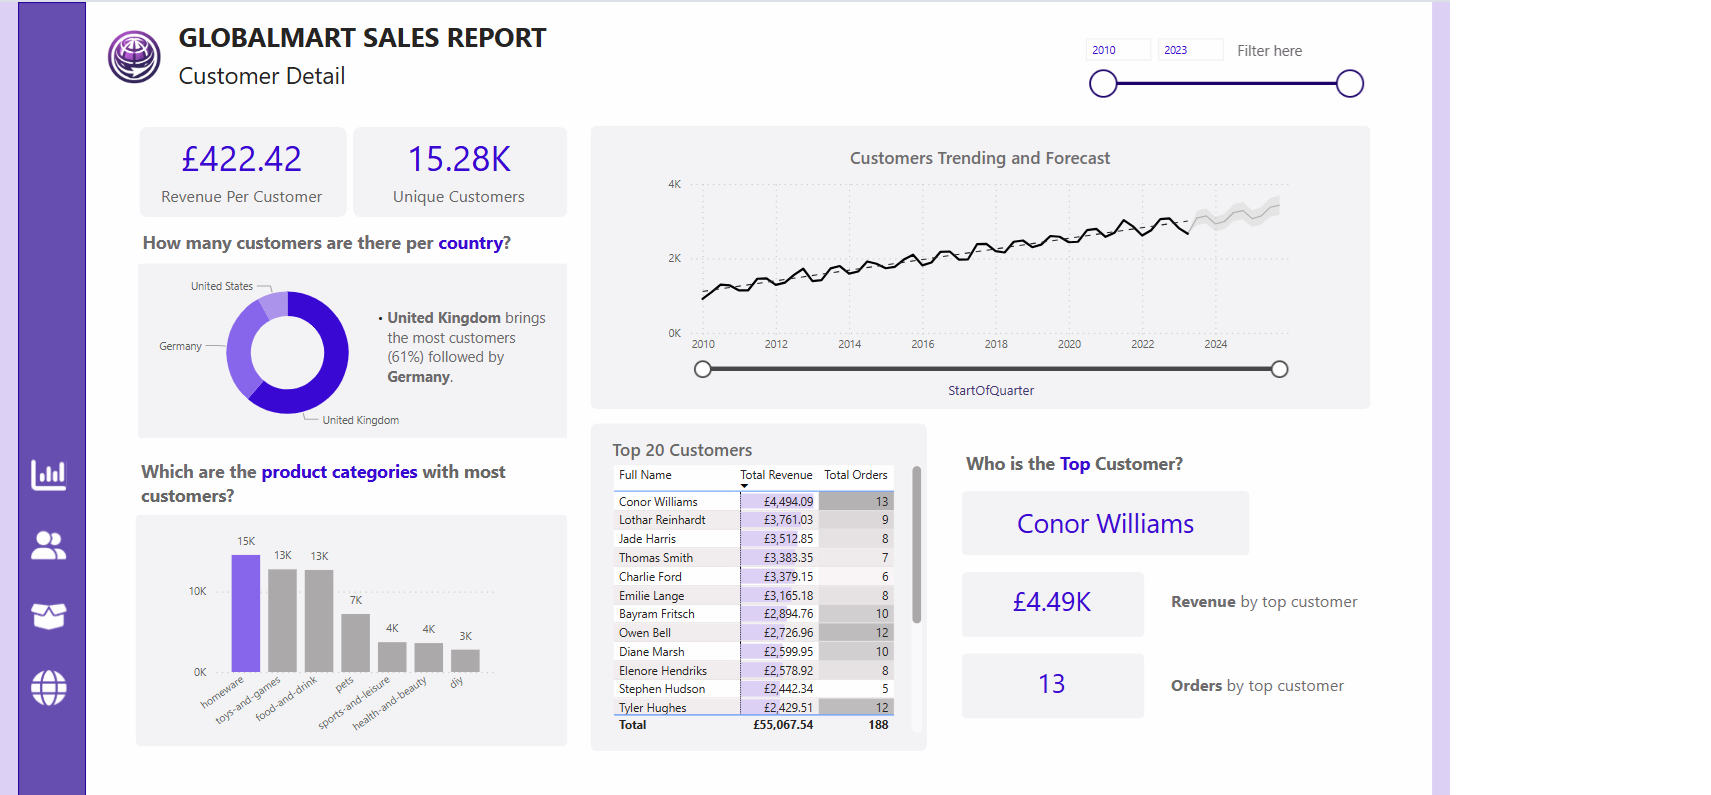 GLOBALMART SALES REPORT
Customer Detail
2010 2023 Filter here
£422.42
Revenue Per Customer
15.28K
Unique Customers
How many customers are there per country?
United States
Germany
United Kingdom
• United Kingdom brings
the most customers
(61%) followed by
Germany.
Which are the product categories with most
customers?
15K
13K
13K
7K
4K
4K
3K
10K
0K
homeware
toys-and-games
food-and-drink
pets
sports-and-leisure
health-and-beauty
diy
Customers Trending and Forecast
4K
2K
0K
2010 2012 2014 2016 2018 2020 2022 2024
StartOfQuarter
Top 20 Customers
Full Name Total Revenue Total Orders
Conor Williams £4,494.09 13
Lothar Reinhardt £3,761.03 9
Jade Harris £3,512.85 8
Thomas Smith £3,383.35 7
Charlie Ford £3,379.15 6
Emilie Lange £3,165.18 8
Bayram Fritsch £2,894.76 10
Owen Bell £2,726.96 12
Diane Marsh £2,599.95 10
Elenore Hendriks £2,578.92 8
Stephen Hudson £2,442.34 5
Tyler Hughes £2,429.51 12
Total £55,067.54 188
Who is the Top Customer?
Conor Williams
£4.49K
Revenue by top customer
13
Orders by top customer